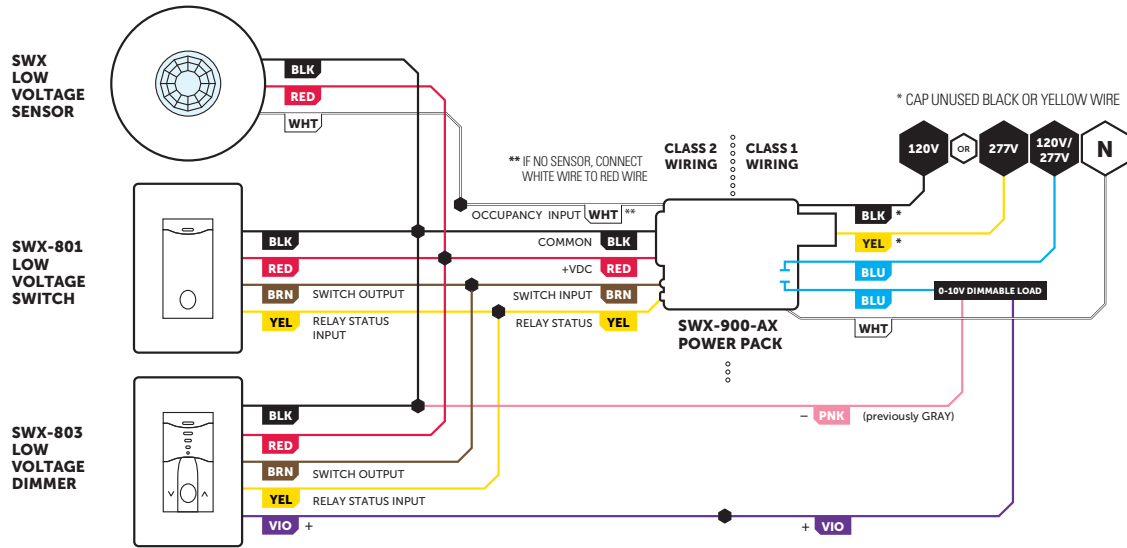 SWX
LOW
VOLTAGE
SENSOR
BLK
RED
WHT
* CAP UNUSED BLACK OR YELLOW WIRE
120V
OR
277V
120V/
277V
N
** IF NO SENSOR, CONNECT
WHITE WIRE TO RED WIRE
CLASS 2
WIRING
CLASS 1
WIRING
OCCUPANCY INPUT WHT **
SWX-801
LOW
VOLTAGE
SWITCH
BLK
RED
BRN SWITCH OUTPUT
YEL RELAY STATUS
INPUT
COMMON BLK
+VDC RED
SWITCH INPUT BRN
RELAY STATUS YEL
BLK *
YEL *
BLU
BLU
0-10V DIMMABLE LOAD
WHT
SWX-900-AX
POWER PACK
SWX-803
LOW
VOLTAGE
DIMMER
BLK
RED
BRN SWITCH OUTPUT
YEL RELAY STATUS INPUT
VIO +
– PNK (previously GRAY)
+ VIO